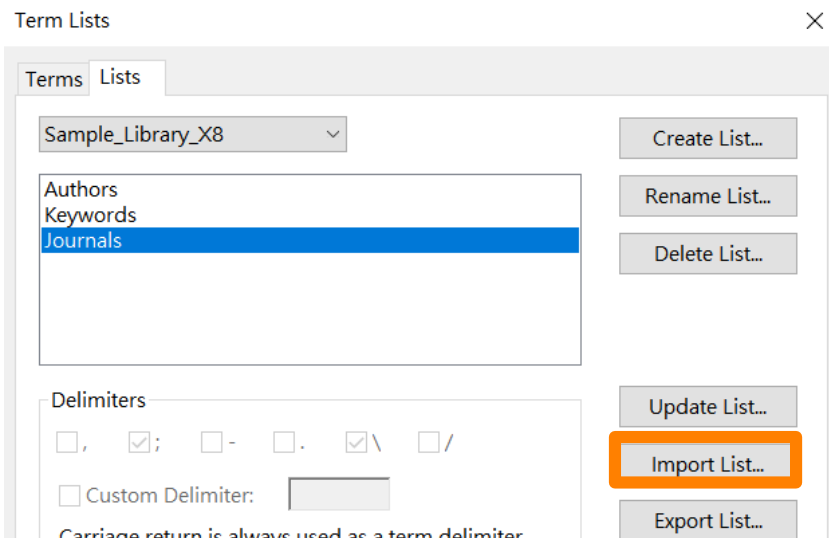 Term Lists
Terms Lists
Sample_Library_X8
Create List...
Authors
Keywords
Journals
Rename List...
Delete List...
Delimiters
, ; - . \ /
Custom Delimiter:
Carriage return is always used as a term delimiter
Update List...
Import List...
Export List...